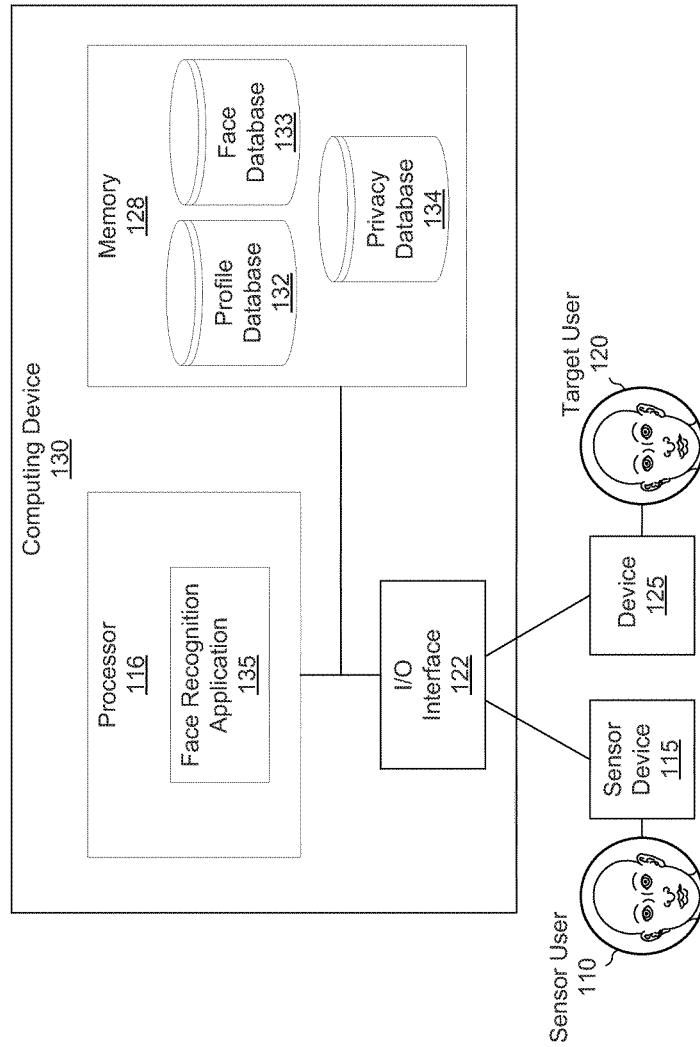 Computing Device
130
Processor
116
Face Recognition
Application
135
Memory
128
Profile
Database
132
Face
Database
133
Privacy
Database
134
I/O
Interface
122
Sensor User
110
Sensor
Device
115
Device
125
Target User
120